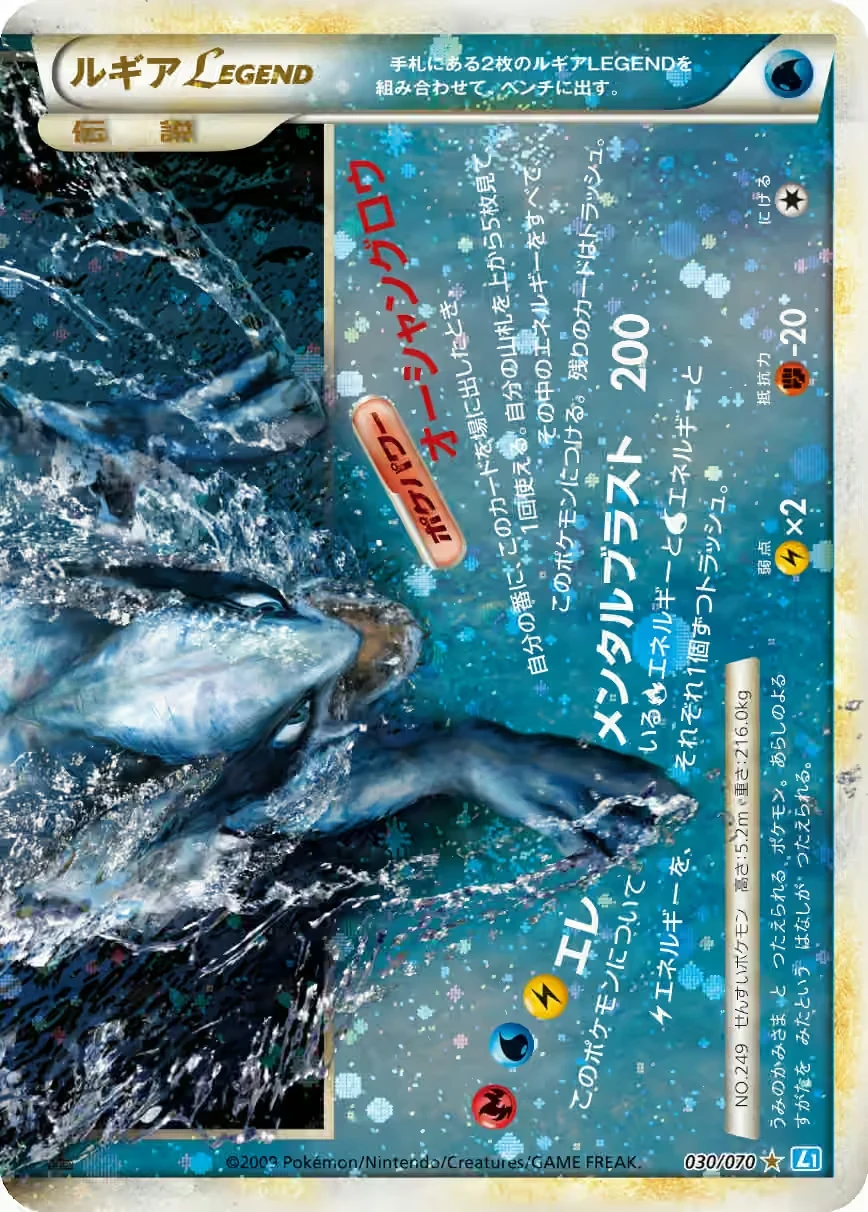 ルギア LEGEND
手札にある2枚のルギアLEGENDを
組み合わせて、ベンチに出す。
伝説
ポケパワー
オーシャングロウ
自分の番に、このカードを場に出したとき、
1回使える。自分の山札を上から5枚見て、
その中のエネルギーをすべて、
このポケモンにつける。残りのカードはトラッシュ。
エレメンタルブラスト 200
このポケモンについているエネルギーとエネルギーと
エネルギーを、それぞれ1個ずつトラッシュ。
NO.249 せんすいポケモン 高さ:5.2m 重さ:216.0kg
うみのかみさま と つたえられる ポケモン。 あらしのよる
すがたを みたという はなしが つたえられる。
弱点
×2
抵抗力
-20
にげる
©2009 Pokémon/Nintendo/Creatures/GAME FREAK.
030/070
L1